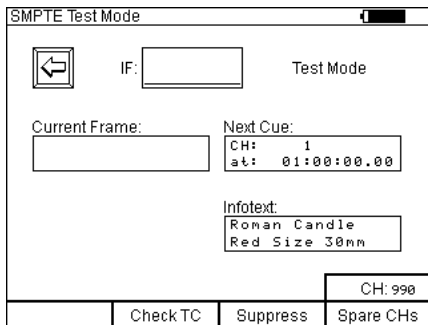 SMPTE Test Mode
IF: Test Mode
Current Frame: Next Cue:
CH: 1
at: 01:00:00.00
Infotext:
Roman Candle
Red Size 30mm
CH: 990
Check TC Suppress Spare CHs